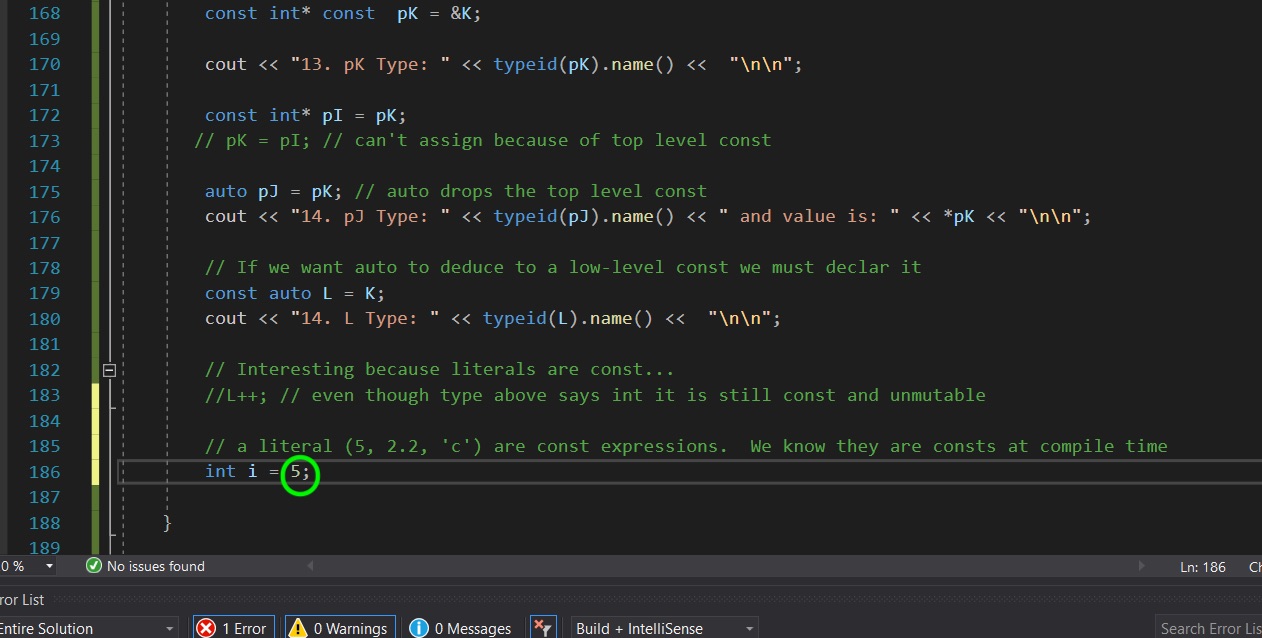 168 const int* const  pK = &K;
169
170 cout << "13. pK Type: " << typeid(pK).name() <<  "\n\n";
171
172 const int* pI = pK;
173 // pK = pI; // can't assign because of top level const
174
175 auto pJ = pK; // auto drops the top level const
176 cout << "14. pJ Type: " << typeid(pJ).name() << " and value is: " << *pK << "\n\n";
177
178 // If we want auto to deduce to a low-level const we must declar it
179 const auto L = K;
180 cout << "14. L Type: " << typeid(L).name() <<  "\n\n";
181
182 // Interesting because literals are const...
183 //L++; // even though type above says int it is still const and unmutable
184
185 // a literal (5, 2.2, 'c') are const expressions.  We know they are consts at compile time
186 int i = 5;
187
188 }
189
0 % No issues found Ln: 186 Ch
ror List
Entire Solution 1 Error 0 Warnings 0 Messages Build + IntelliSense Search Error Lis